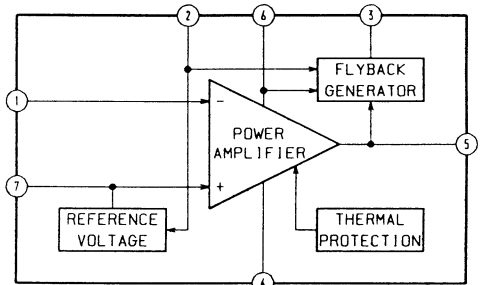 2 6 3
FLYBACK
GENERATOR
1
−
POWER
AMPLIFIER
5
7
+
REFERENCE
VOLTAGE
THERMAL
PROTECTION
4